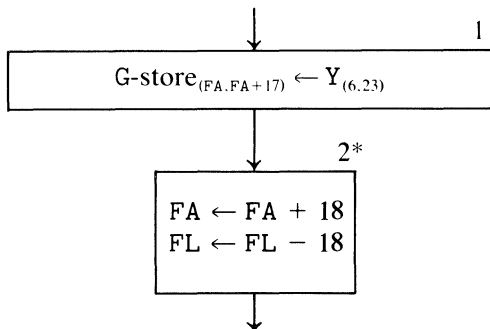 1
G-store(FA.FA+17) ← Y(6.23)
2*
FA ← FA + 18
FL ← FL − 18